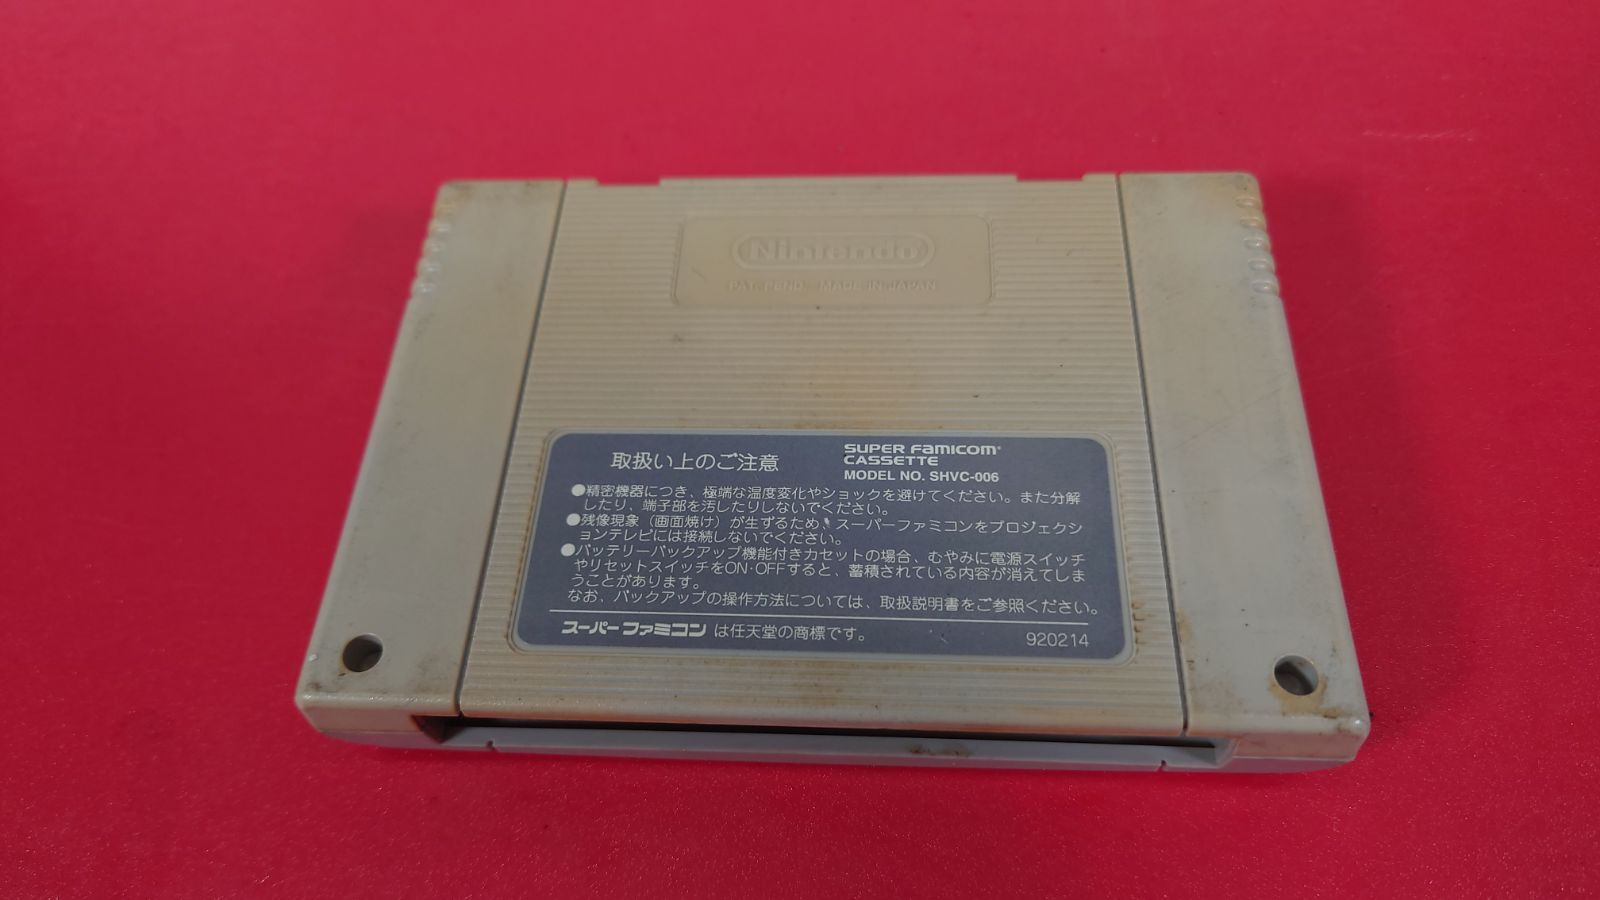 Nintendo
PAT. PEND. MADE IN JAPAN
取扱い上のご注意
SUPER Famicom
CASSETTE
MODEL NO. SHVC-006
●精密機器につき、極端な温度変化やショックを避けてください。また分解
したり、端子部を汚したりしないでください。
●残像現象（画面焼け）が生ずるため、スーパーファミコンをプロジェクシ
ョンテレビには接続しないでください。
●バッテリーバックアップ機能付きカセットの場合、むやみに電源スイッチ
やリセットスイッチをON・OFFすると、蓄積されている内容が消えてしま
うことがあります。
なお、バックアップの操作方法については、取扱説明書をご参照ください。
スーパーファミコン は任天堂の商標です。
920214